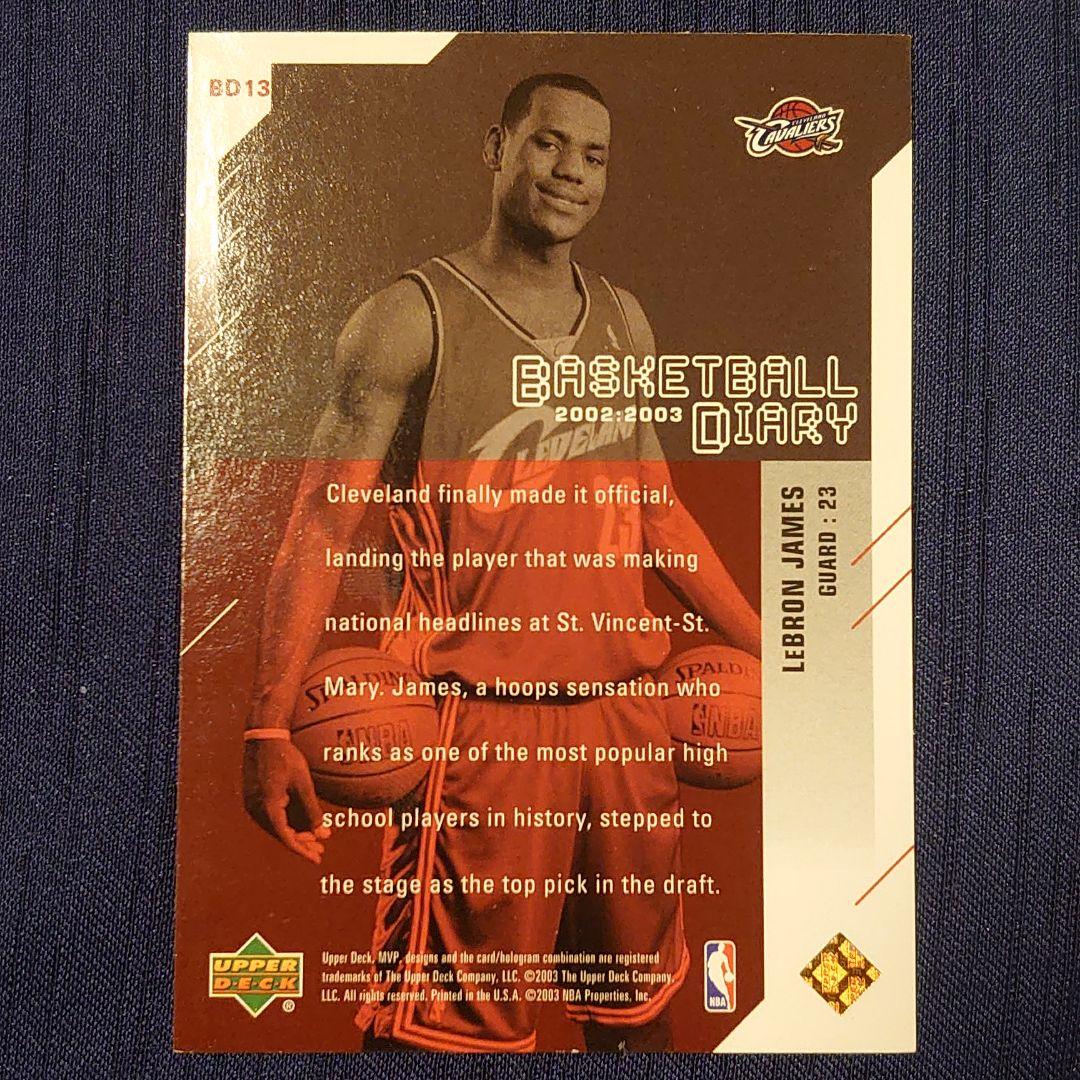 BD13
CLEVELAND
CAVALIERS
BASKETBALL
2002:2003 DIARY
CLEVELAND
23
Cleveland finally made it official,
landing the player that was making
national headlines at St. Vincent-St.
Mary. James, a hoops sensation who
ranks as one of the most popular high
school players in history, stepped to
the stage as the top pick in the draft.
LEBRON JAMES
GUARD : 23
SPALDING
NBA
SPALDING
NBA
UPPER
DECK
®
Upper Deck, MVP, designs and the card/hologram combination are registered
trademarks of The Upper Deck Company, LLC. ©2003 The Upper Deck Company,
LLC. All rights reserved. Printed in the U.S.A. ©2003 NBA Properties, Inc.
NBA